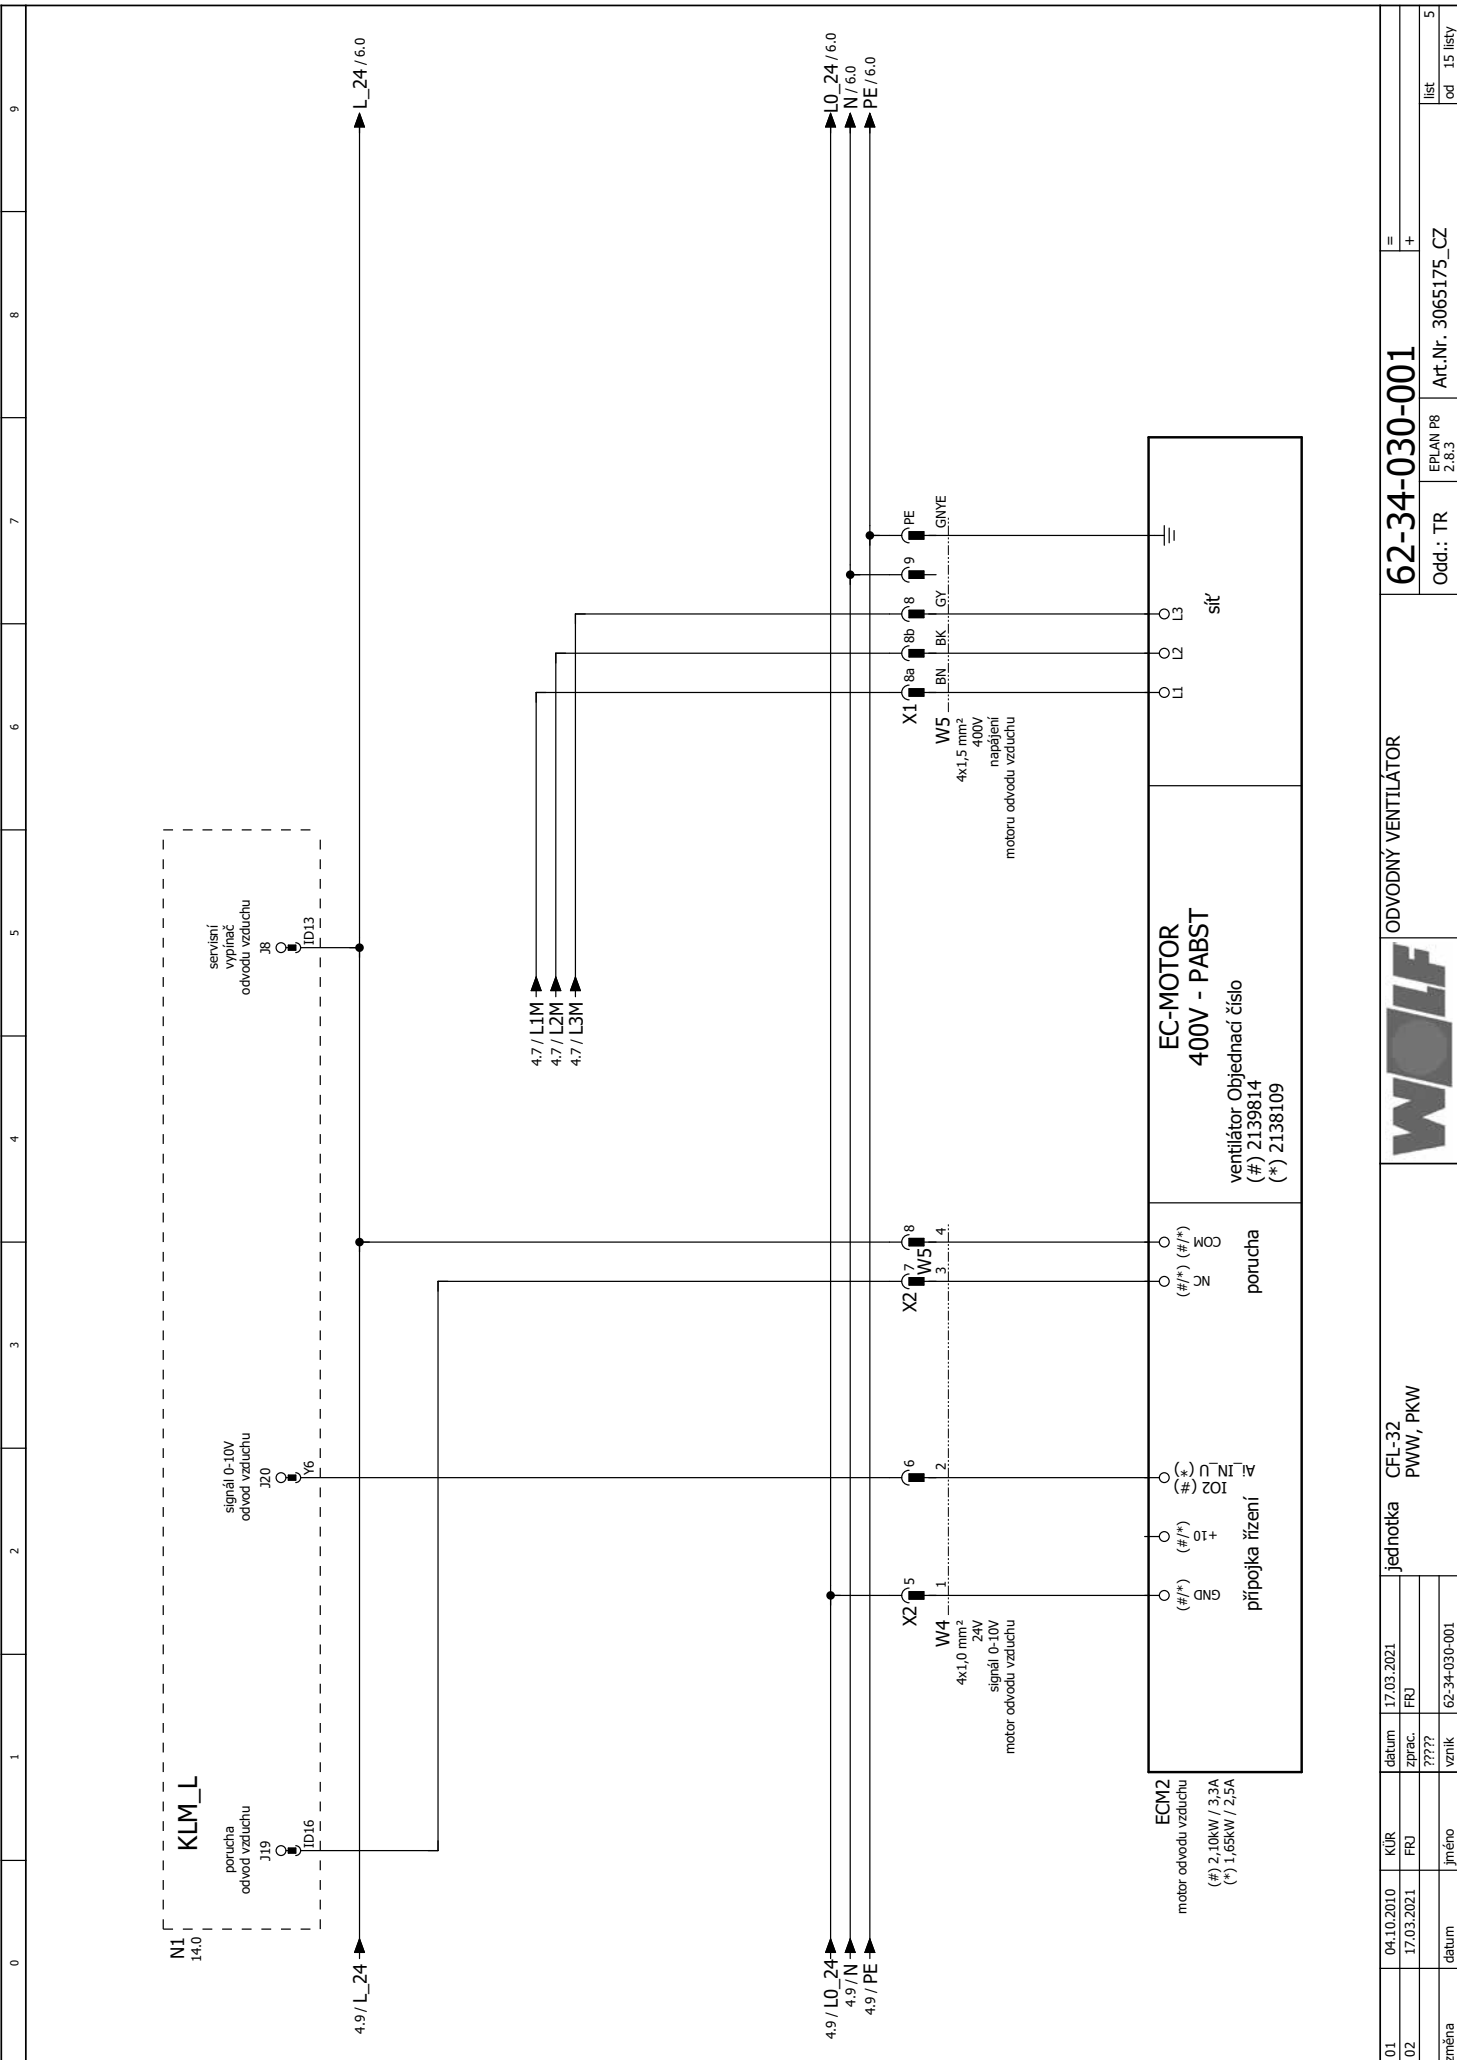 0
1
2
3
4
5
6
7
8
9
N1
14.0
KLM_L
porucha
odvod vzduchu
J19
ID16
signál 0-10V
odvod vzduchu
J20
Y6
servisní
vypínač
odvodu vzduchu
J8
ID13
4.9 / L_24
L_24 / 6.0
4.7 / L1M
4.7 / L2M
4.7 / L3M
4.9 / L0_24
4.9 / N
4.9 / PE
L0_24 / 6.0
N / 6.0
PE / 6.0
X2
5
6
X2
7
8
W5
X1
8a
8b
8
9
PE
W4
1
2
3
4
4x1,0 mm²
24V
signál 0-10V
motor odvodu vzduchu
W5
BN
BK
GY
GNYE
4x1,5 mm²
400V
napájení
motoru odvodu vzduchu
ECM2
motor odvodu vzduchu
(#) 2,10kW / 3,3A
(*) 1,65kW / 2,5A
GND
(#/*)
+10
(#/*)
IO2 (#)
Ai_IN_U (*)
přípojka řízení
NC
(#/*)
COM
(#/*)
porucha
EC-MOTOR
400V - PABST
ventilátor Objednací číslo
(#) 2139814
(*) 2138109
L1
L2
L3
síť
01
04.10.2010
KÜR
datum
17.03.2021
02
17.03.2021
FRJ
zprac.
FRJ
?????
změna
datum
jméno
vznik
62-34-030-001
jednotka
CFL-32
PWW, PKW
WOLF
ODVODNÝ VENTILÁTOR
62-34-030-001
=
+
Odd.: TR
EPLAN P8
2.8.3
Art.Nr. 3065175_CZ
list
5
od
15 listy